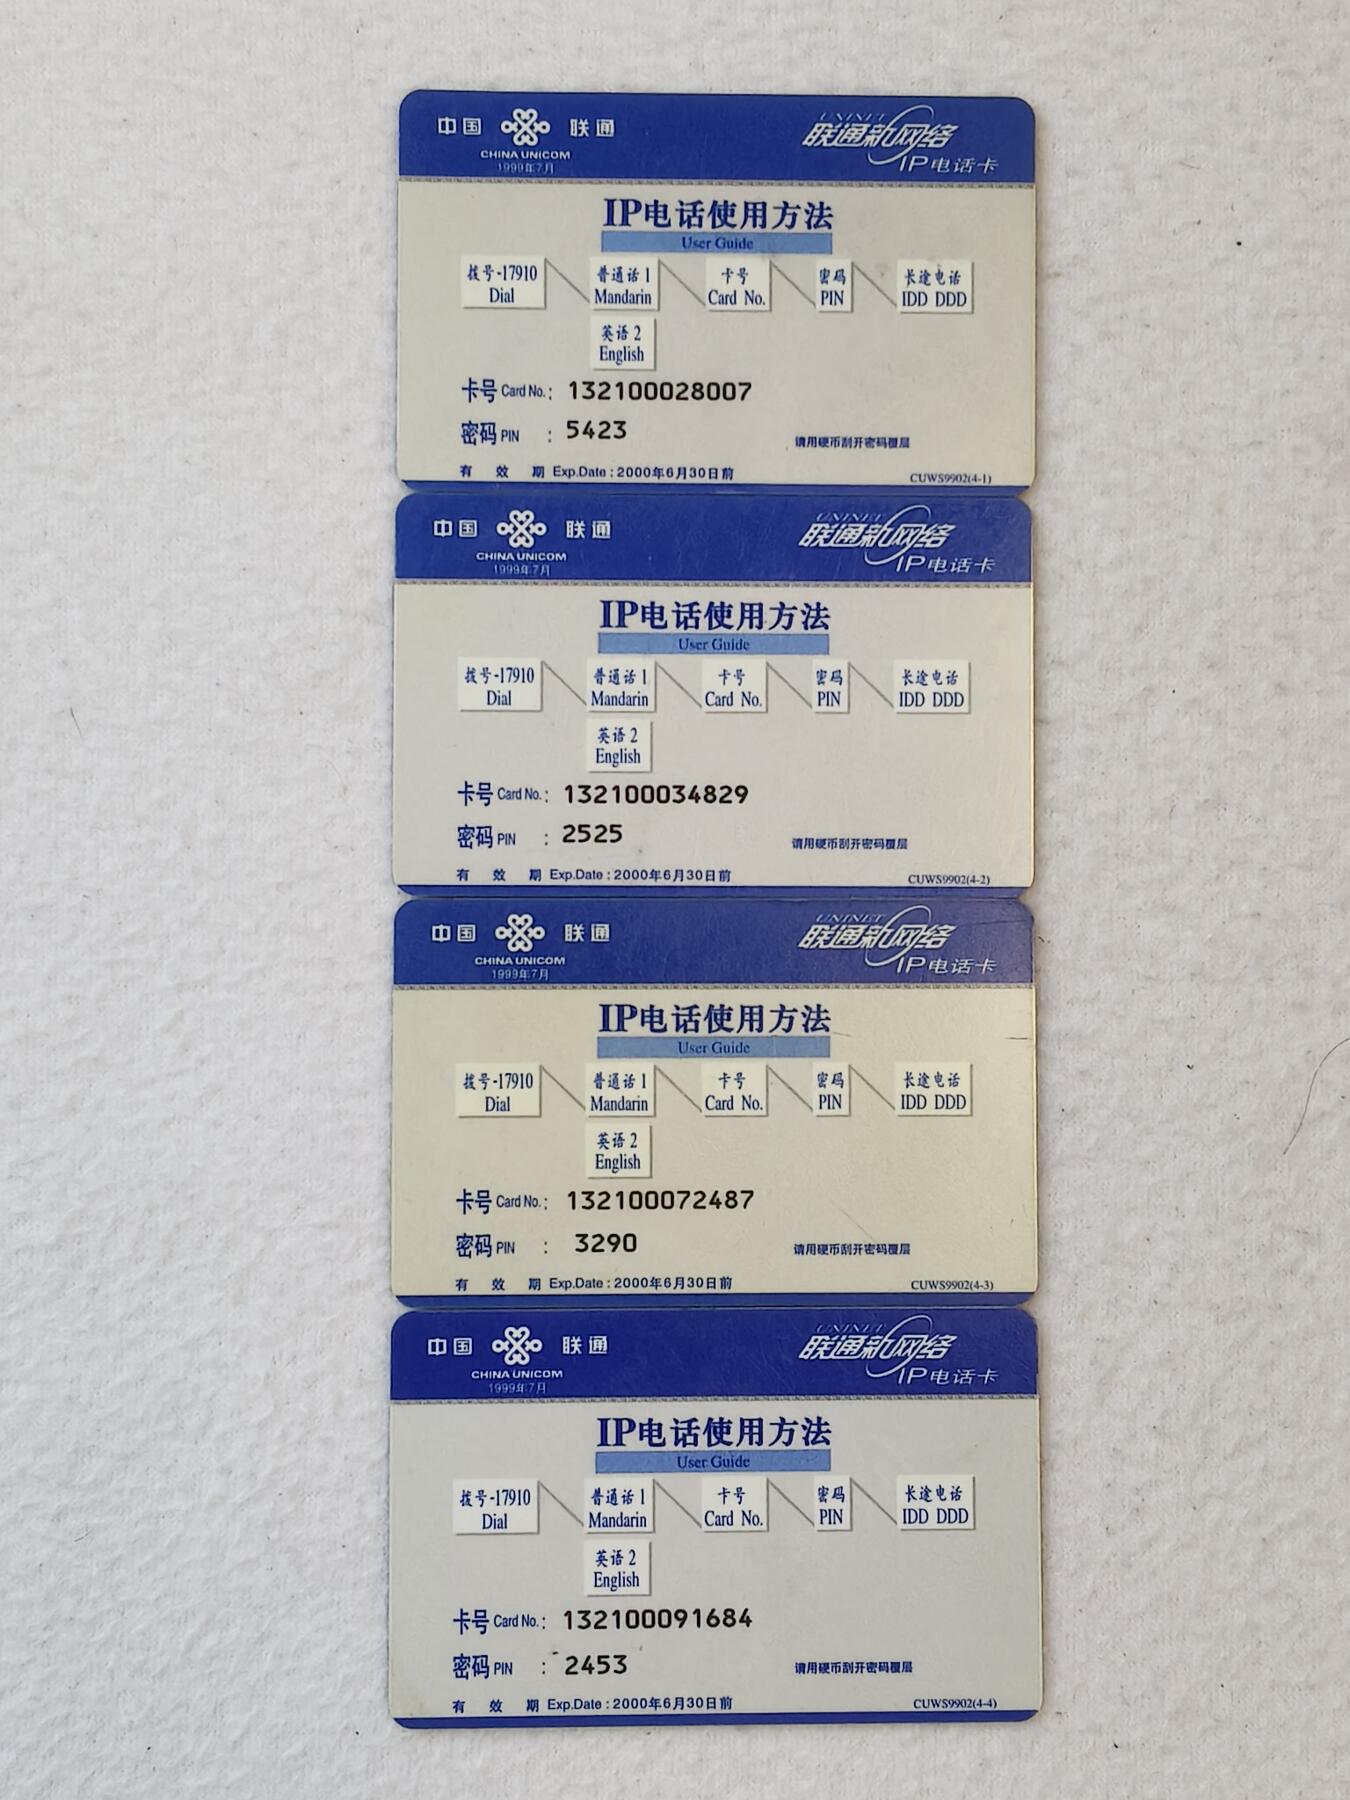 中国 联通
CHINA UNICOM
1999年7月
UNINET
联通新网络
IP电话卡
IP电话使用方法
User Guide
拨号-17910 普通话1 卡号 密码 长途电话
Dial Mandarin Card No. PIN IDD DDD
英语2
English
卡号 Card No.: 132100028007
密码 PIN : 5423 请用硬币刮开密码覆层
有效期 Exp.Date : 2000年6月30日前 CUWS9902(4-1)
中国 联通
CHINA UNICOM
1999年7月
UNINET
联通新网络
IP电话卡
IP电话使用方法
User Guide
拨号-17910 普通话1 卡号 密码 长途电话
Dial Mandarin Card No. PIN IDD DDD
英语2
English
卡号 Card No.: 132100034829
密码 PIN : 2525 请用硬币刮开密码覆层
有效期 Exp.Date : 2000年6月30日前 CUWS9902(4-2)
中国 联通
CHINA UNICOM
1999年7月
UNINET
联通新网络
IP电话卡
IP电话使用方法
User Guide
拨号-17910 普通话1 卡号 密码 长途电话
Dial Mandarin Card No. PIN IDD DDD
英语2
English
卡号 Card No.: 132100072487
密码 PIN : 3290 请用硬币刮开密码覆层
有效期 Exp.Date : 2000年6月30日前 CUWS9902(4-3)
中国 联通
CHINA UNICOM
1999年7月
UNINET
联通新网络
IP电话卡
IP电话使用方法
User Guide
拨号-17910 普通话1 卡号 密码 长途电话
Dial Mandarin Card No. PIN IDD DDD
英语2
English
卡号 Card No.: 132100091684
密码 PIN : 2453 请用硬币刮开密码覆层
有效期 Exp.Date : 2000年6月30日前 CUWS9902(4-4)